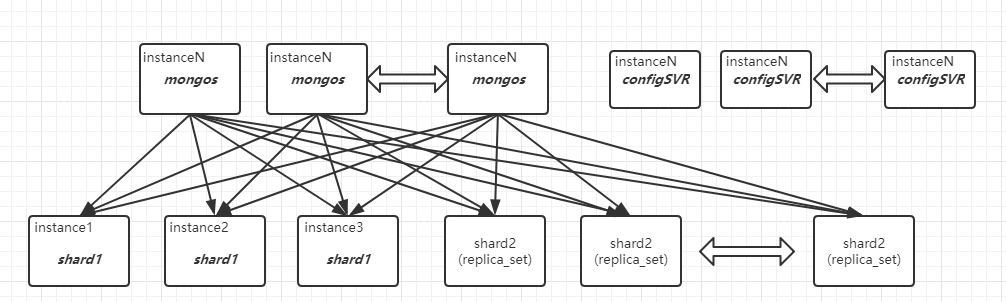 instanceN
mongos
instanceN
mongos
instanceN
mongos
instanceN
configSVR
instanceN
configSVR
instanceN
configSVR
instance1
shard1
instance2
shard1
instance3
shard1
shard2
(replica_set)
shard2
(replica_set)
shard2
(replica_set)